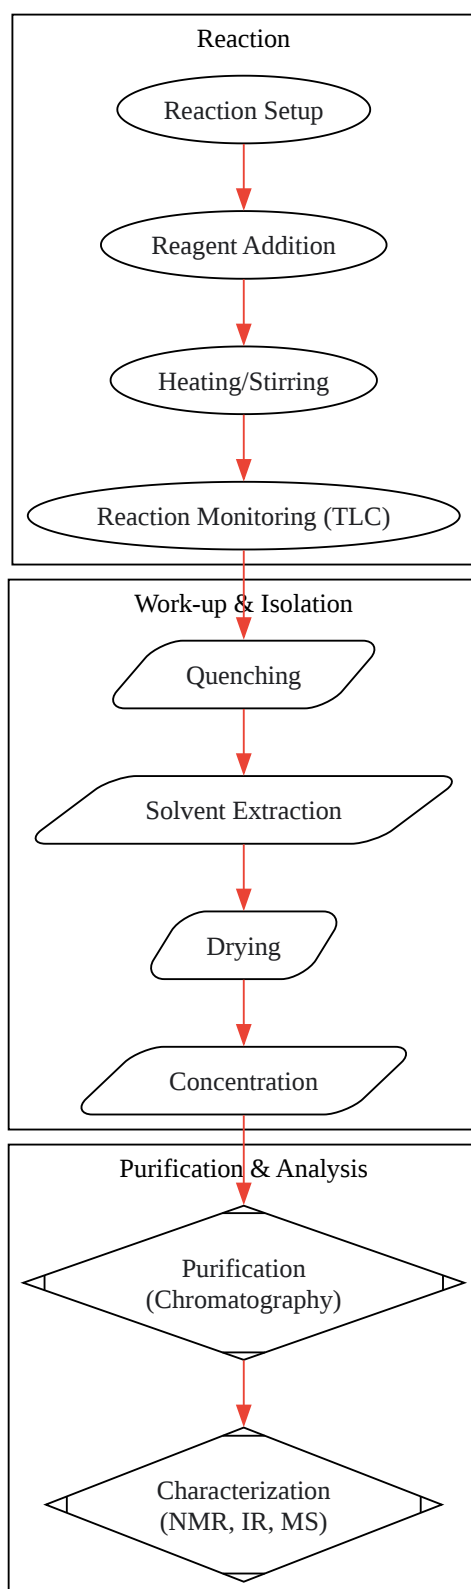 Reaction
Reaction Setup
Reagent Addition
Heating/Stirring
Reaction Monitoring (TLC)
Work-up & Isolation
Quenching
Solvent Extraction
Drying
Concentration
Purification & Analysis
Purification
(Chromatography)
Characterization
(NMR, IR, MS)